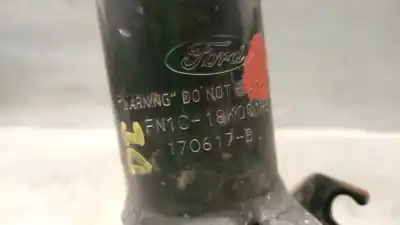 Ford
"WARNING" DO NOT
FN1C-18K001
170617-B